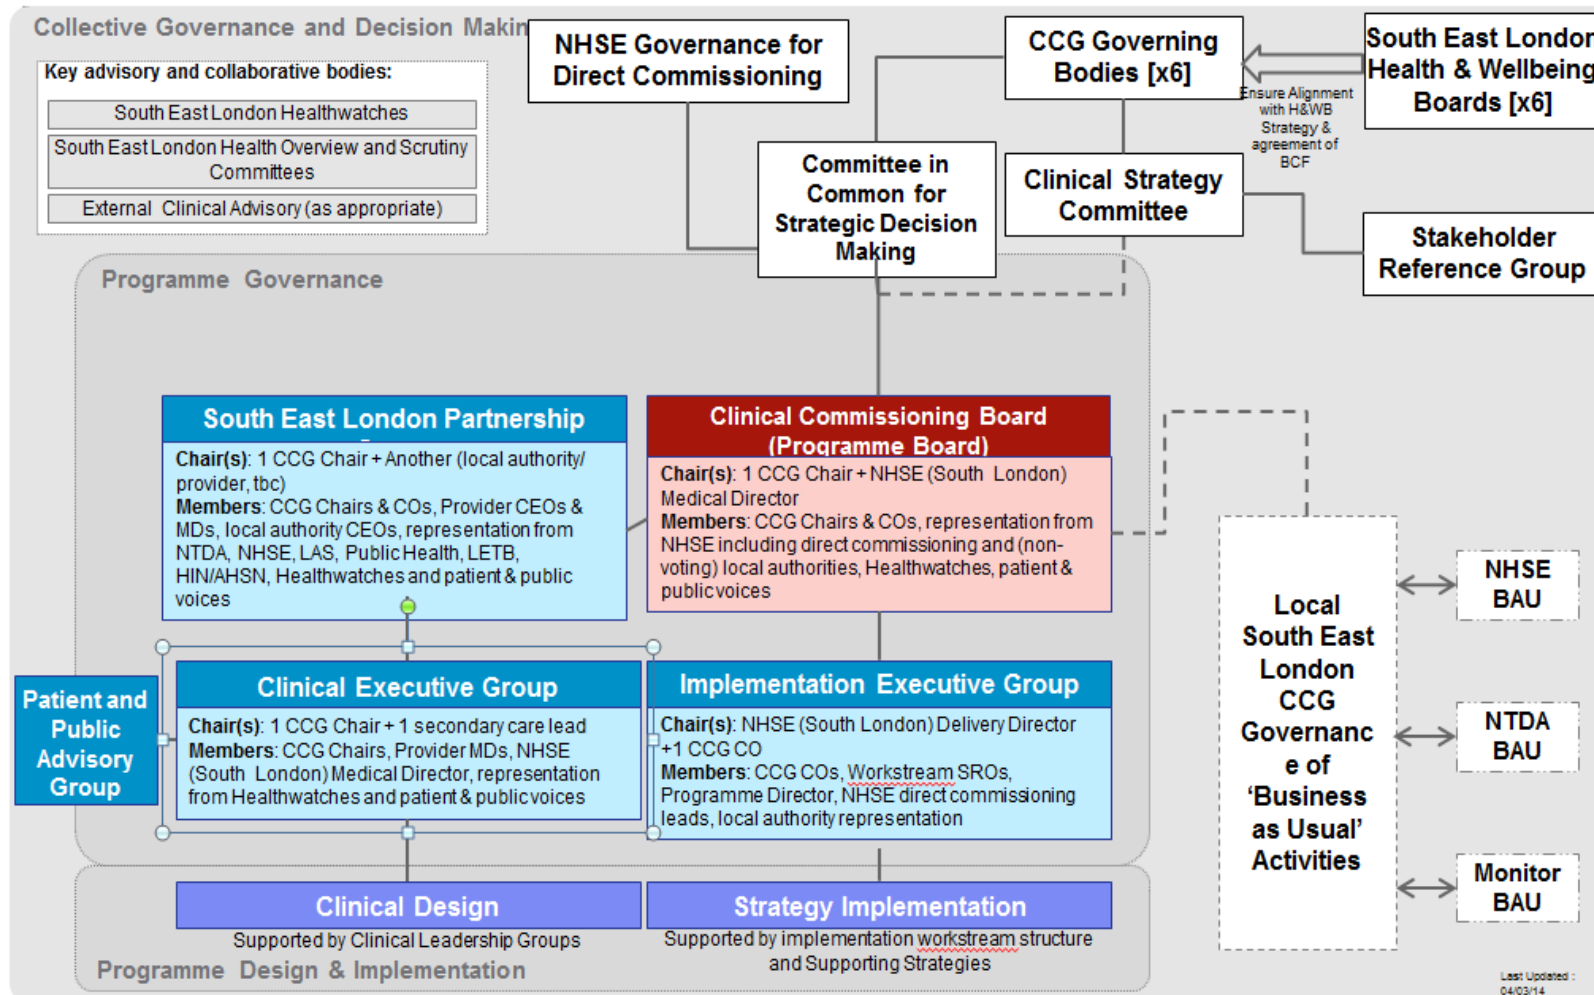 Collective Governance and Decision Makin
Key advisory and collaborative bodies:
South East London Healthwatches
South East London Health Overview and Scrutiny
Committees
External Clinical Advisory (as appropriate)
NHSE Governance for
Direct Commissioning
CCG Governing
Bodies [x6]
South East London
Health & Wellbeing
Boards [x6]
Ensure Alignment
with H&WB
Strategy &
agreement of
BCF
Committee in
Common for
Strategic Decision
Making
Clinical Strategy
Committee
Stakeholder
Reference Group
Programme Governance
South East London Partnership
Chair(s): 1 CCG Chair + Another (local authority/
provider, tbc)
Members: CCG Chairs & COs, Provider CEOs &
MDs, local authority CEOs, representation from
NTDA, NHSE, LAS, Public Health, LETB,
HIN/AHSN, Healthwatches and patient & public
voices
Clinical Commissioning Board
(Programme Board)
Chair(s): 1 CCG Chair + NHSE (South London)
Medical Director
Members: CCG Chairs & COs, representation from
NHSE including direct commissioning and (non-
voting) local authorities, Healthwatches, patient &
public voices
Patient and
Public
Advisory
Group
Clinical Executive Group
Chair(s): 1 CCG Chair + 1 secondary care lead
Members: CCG Chairs, Provider MDs, NHSE
(South London) Medical Director, representation
from Healthwatches and patient & public voices
Implementation Executive Group
Chair(s): NHSE (South London) Delivery Director
+1 CCG CO
Members: CCG COs, Workstream SROs,
Programme Director, NHSE direct commissioning
leads, local authority representation
Local
South East
London
CCG
Governanc
e of
‘Business
as Usual’
Activities
NHSE
BAU
NTDA
BAU
Monitor
BAU
Clinical Design
Supported by Clinical Leadership Groups
Strategy Implementation
Supported by implementation workstream structure
and Supporting Strategies
Programme Design & Implementation
Last Updated :
04/03/14